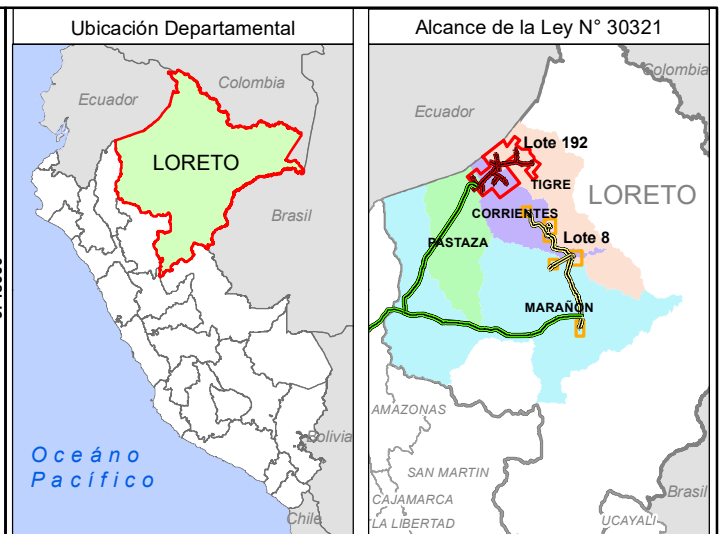 Ubicación Departamental
Colombia
Ecuador
LORETO
Brasil
Oceáno
Pacífico
Bolivia
Chile
Alcance de la Ley N° 30321
Colombia
Ecuador
Lote 192
TIGRE
LORETO
CORRIENTES
PASTAZA
Lote 8
MARAÑON
AMAZONAS
SAN MARTIN
CAJAMARCA
LA LIBERTAD
UCAYALI
Brasil